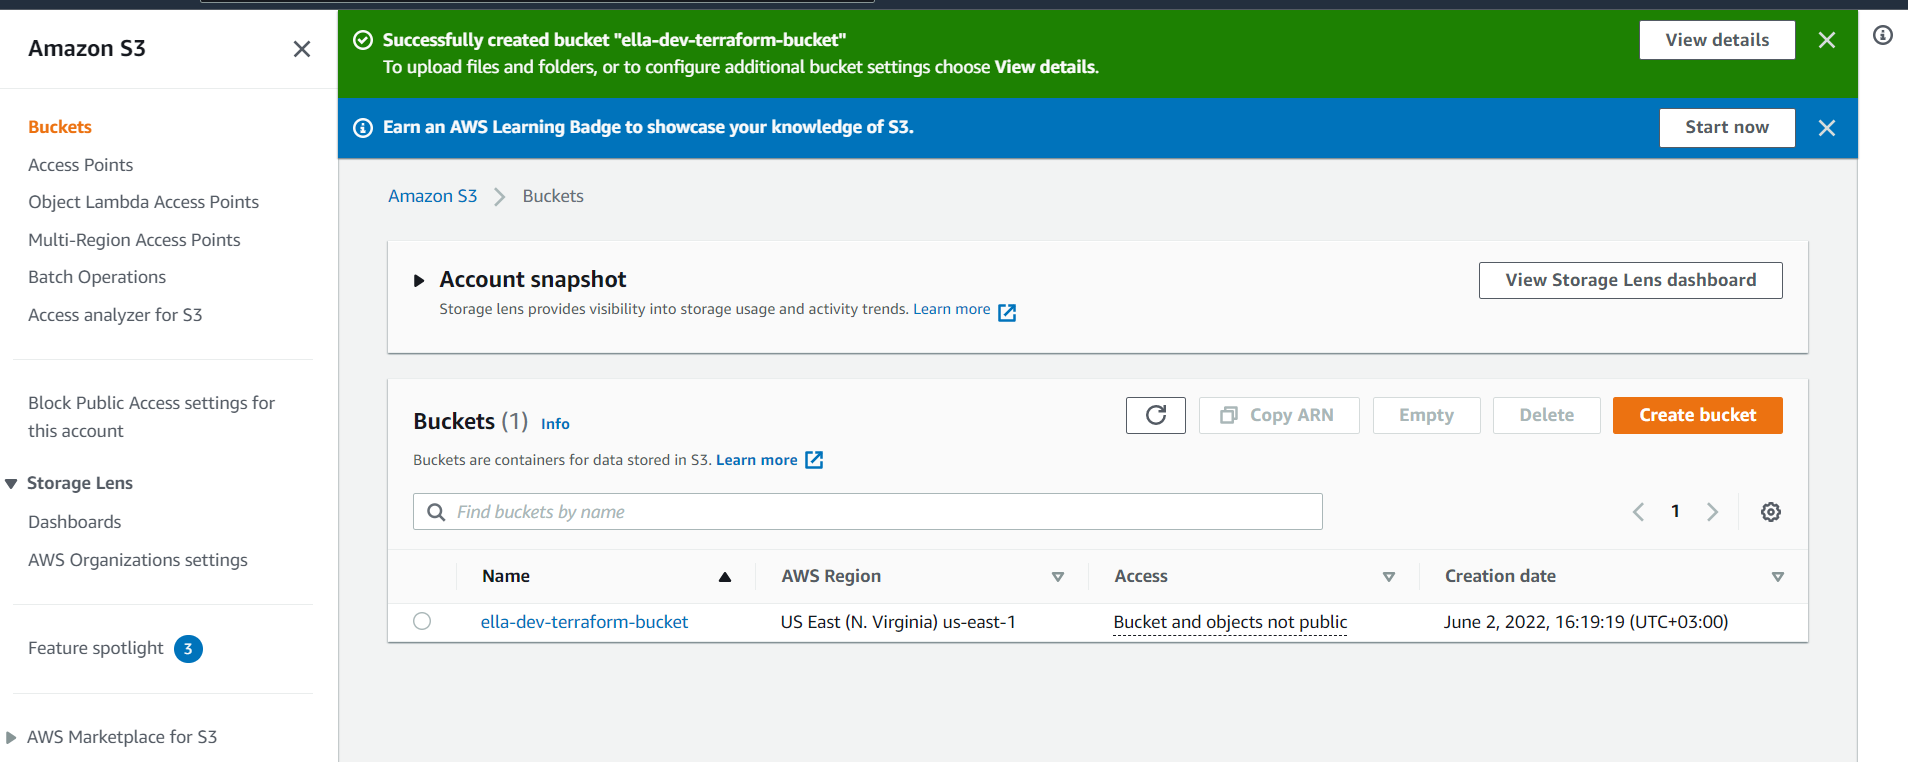 Amazon S3
Buckets
Access Points
Object Lambda Access Points
Multi-Region Access Points
Batch Operations
Access analyzer for S3
Block Public Access settings for
this account
Storage Lens
Dashboards
AWS Organizations settings
Feature spotlight 3
AWS Marketplace for S3
Successfully created bucket "ella-dev-terraform-bucket"
To upload files and folders, or to configure additional bucket settings choose View details.
View details
Earn an AWS Learning Badge to showcase your knowledge of S3.
Start now
Amazon S3 Buckets
Account snapshot
Storage lens provides visibility into storage usage and activity trends. Learn more
View Storage Lens dashboard
Buckets (1) Info
Copy ARN Empty Delete Create bucket
Buckets are containers for data stored in S3. Learn more
Find buckets by name
1
Name AWS Region Access Creation date
ella-dev-terraform-bucket US East (N. Virginia) us-east-1 Bucket and objects not public June 2, 2022, 16:19:19 (UTC+03:00)